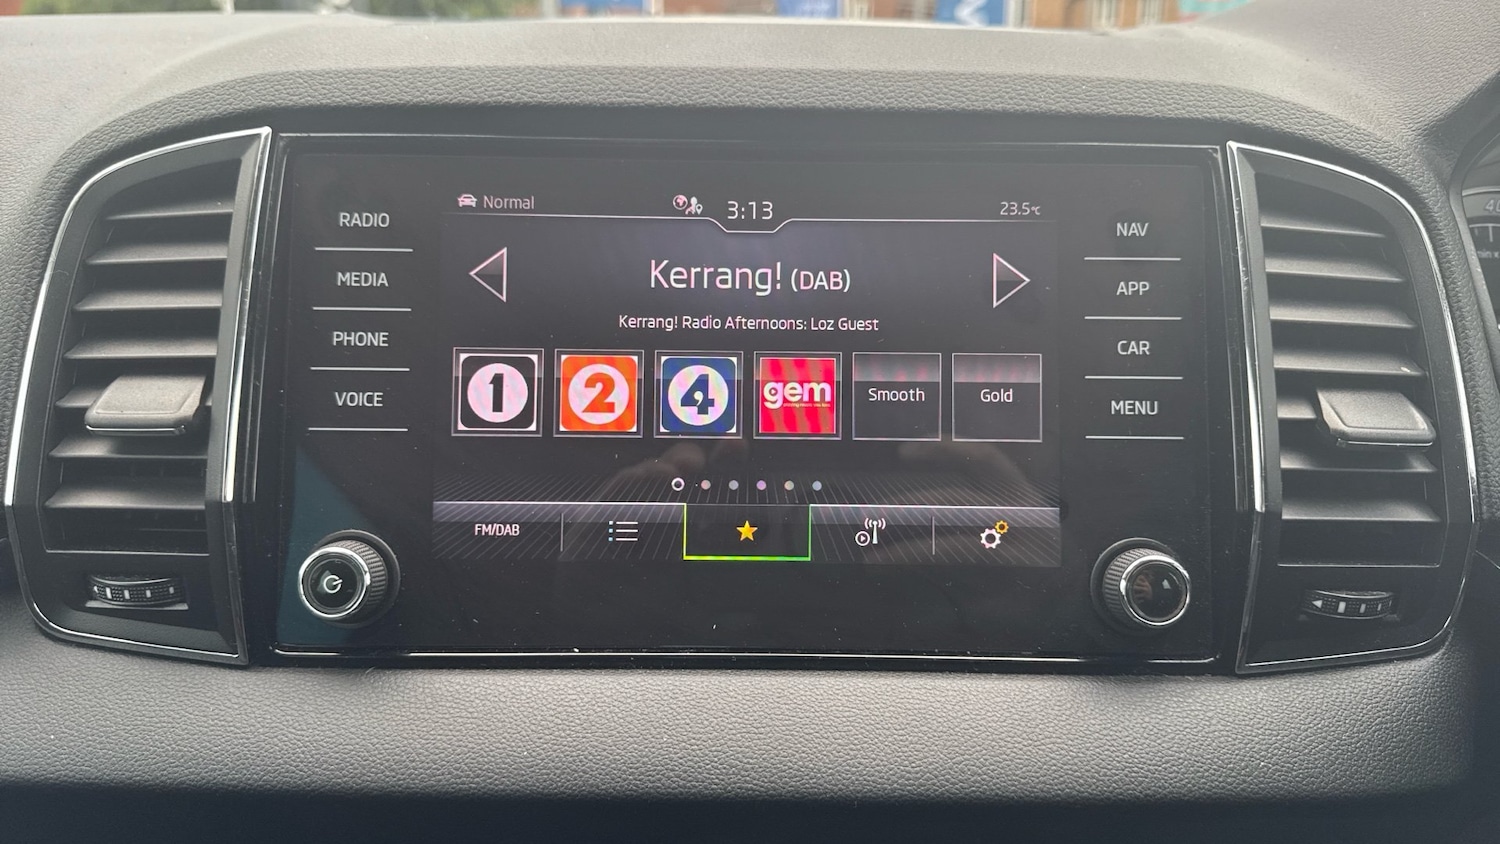 Normal
3:13
23.5°C
RADIO
MEDIA
PHONE
VOICE
Kerrang! (DAB)
Kerrang! Radio Afternoons: Loz Guest
1
2
4
gem
Smooth
Gold
FM/DAB
NAV
APP
CAR
MENU